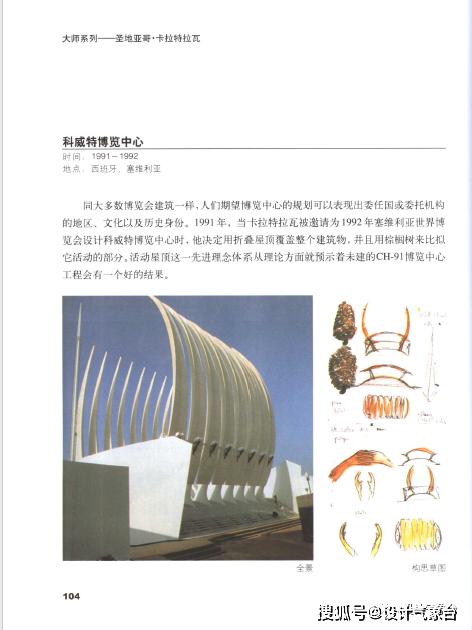 大师系列——圣地亚哥·卡拉特拉瓦
科威特博览中心
时间：1991－1992
地点：西班牙，塞维利亚
同大多数博览会建筑一样，人们期望博览中心的规划可以表现出委任国或委托机构
的地区、文化以及历史身份。1991年，当卡拉特拉瓦被邀请为1992年塞维利亚世界博
览会设计科威特博览中心时，他决定用折叠屋顶覆盖整个建筑物，并且用棕榈树来比拟
它活动的部分。活动屋顶这一先进理念体系从理论方面就预示着未建的CH-91博览中心
工程会有一个好的结果。
全景
构思草图
104
搜狐号@设计气象台